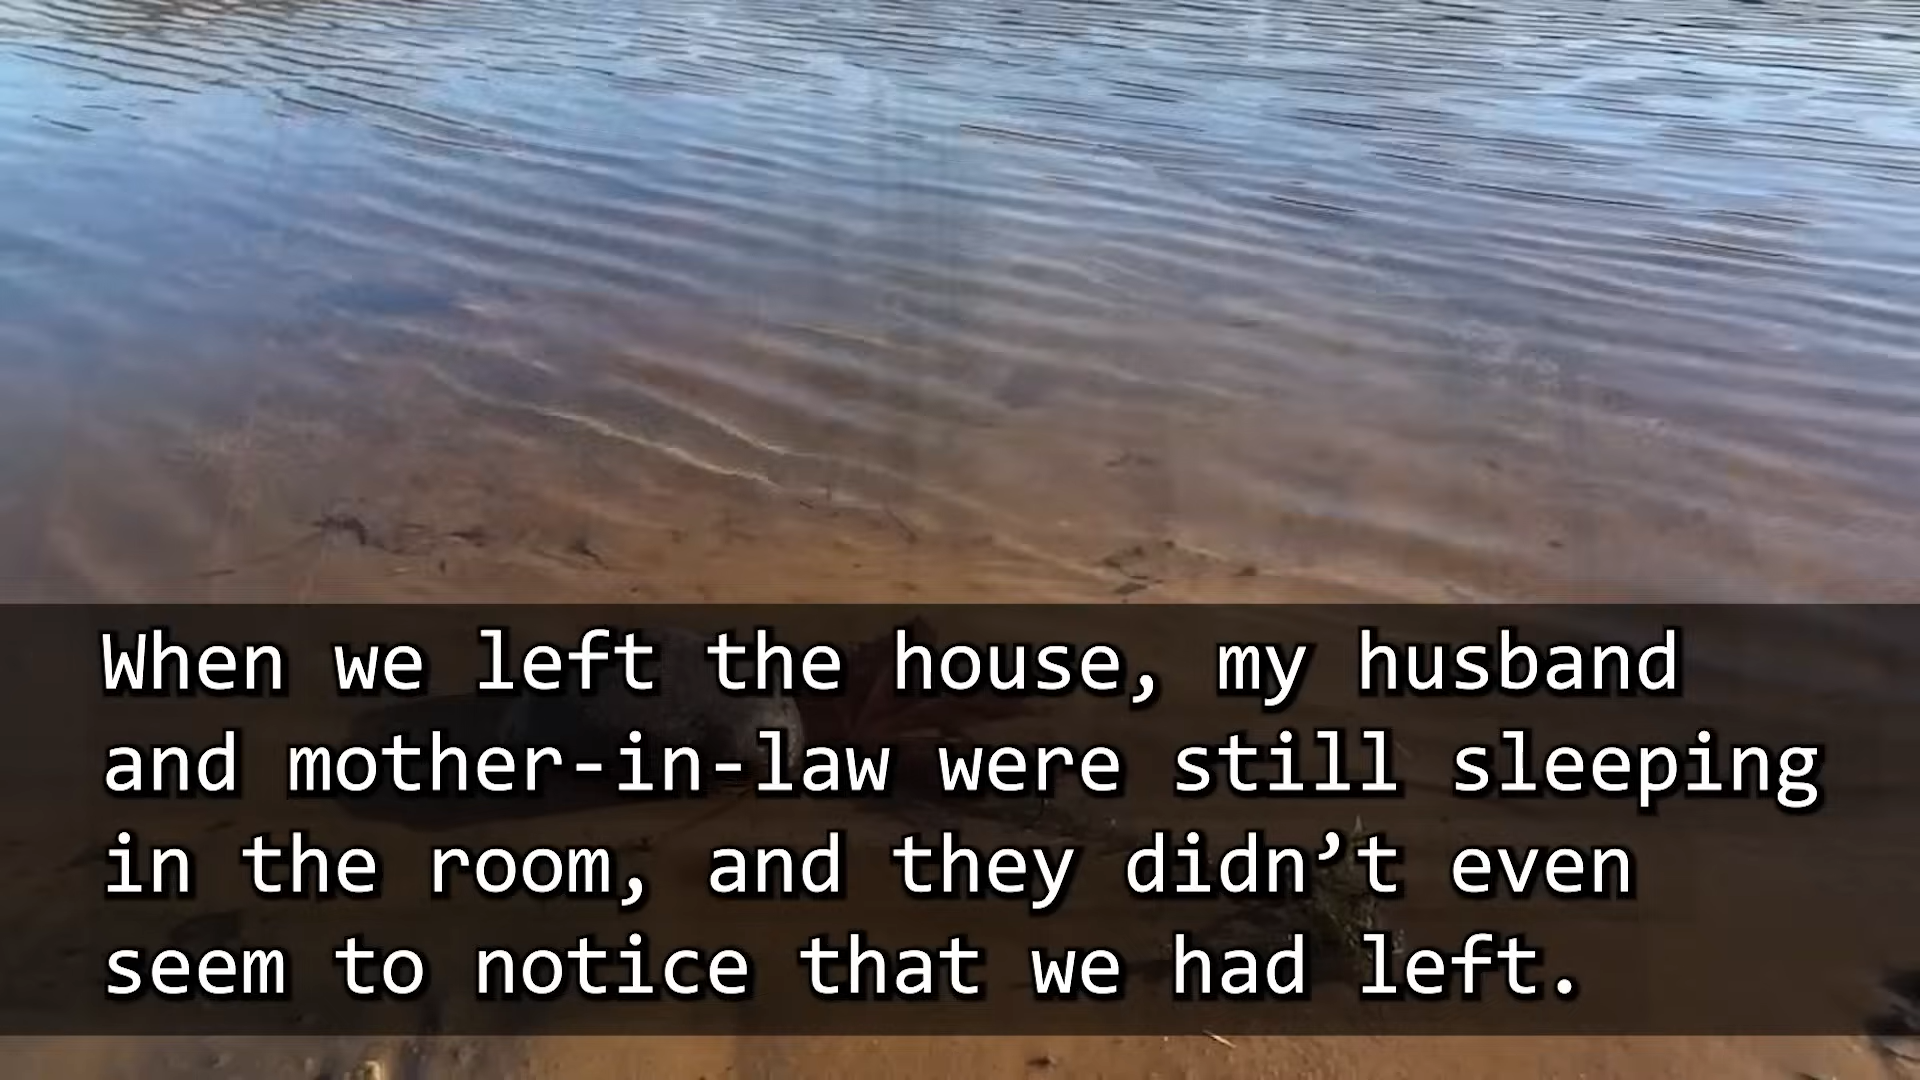 When we left the house, my husband
and mother-in-law were still sleeping
in the room, and they didn’t even
seem to notice that we had left.